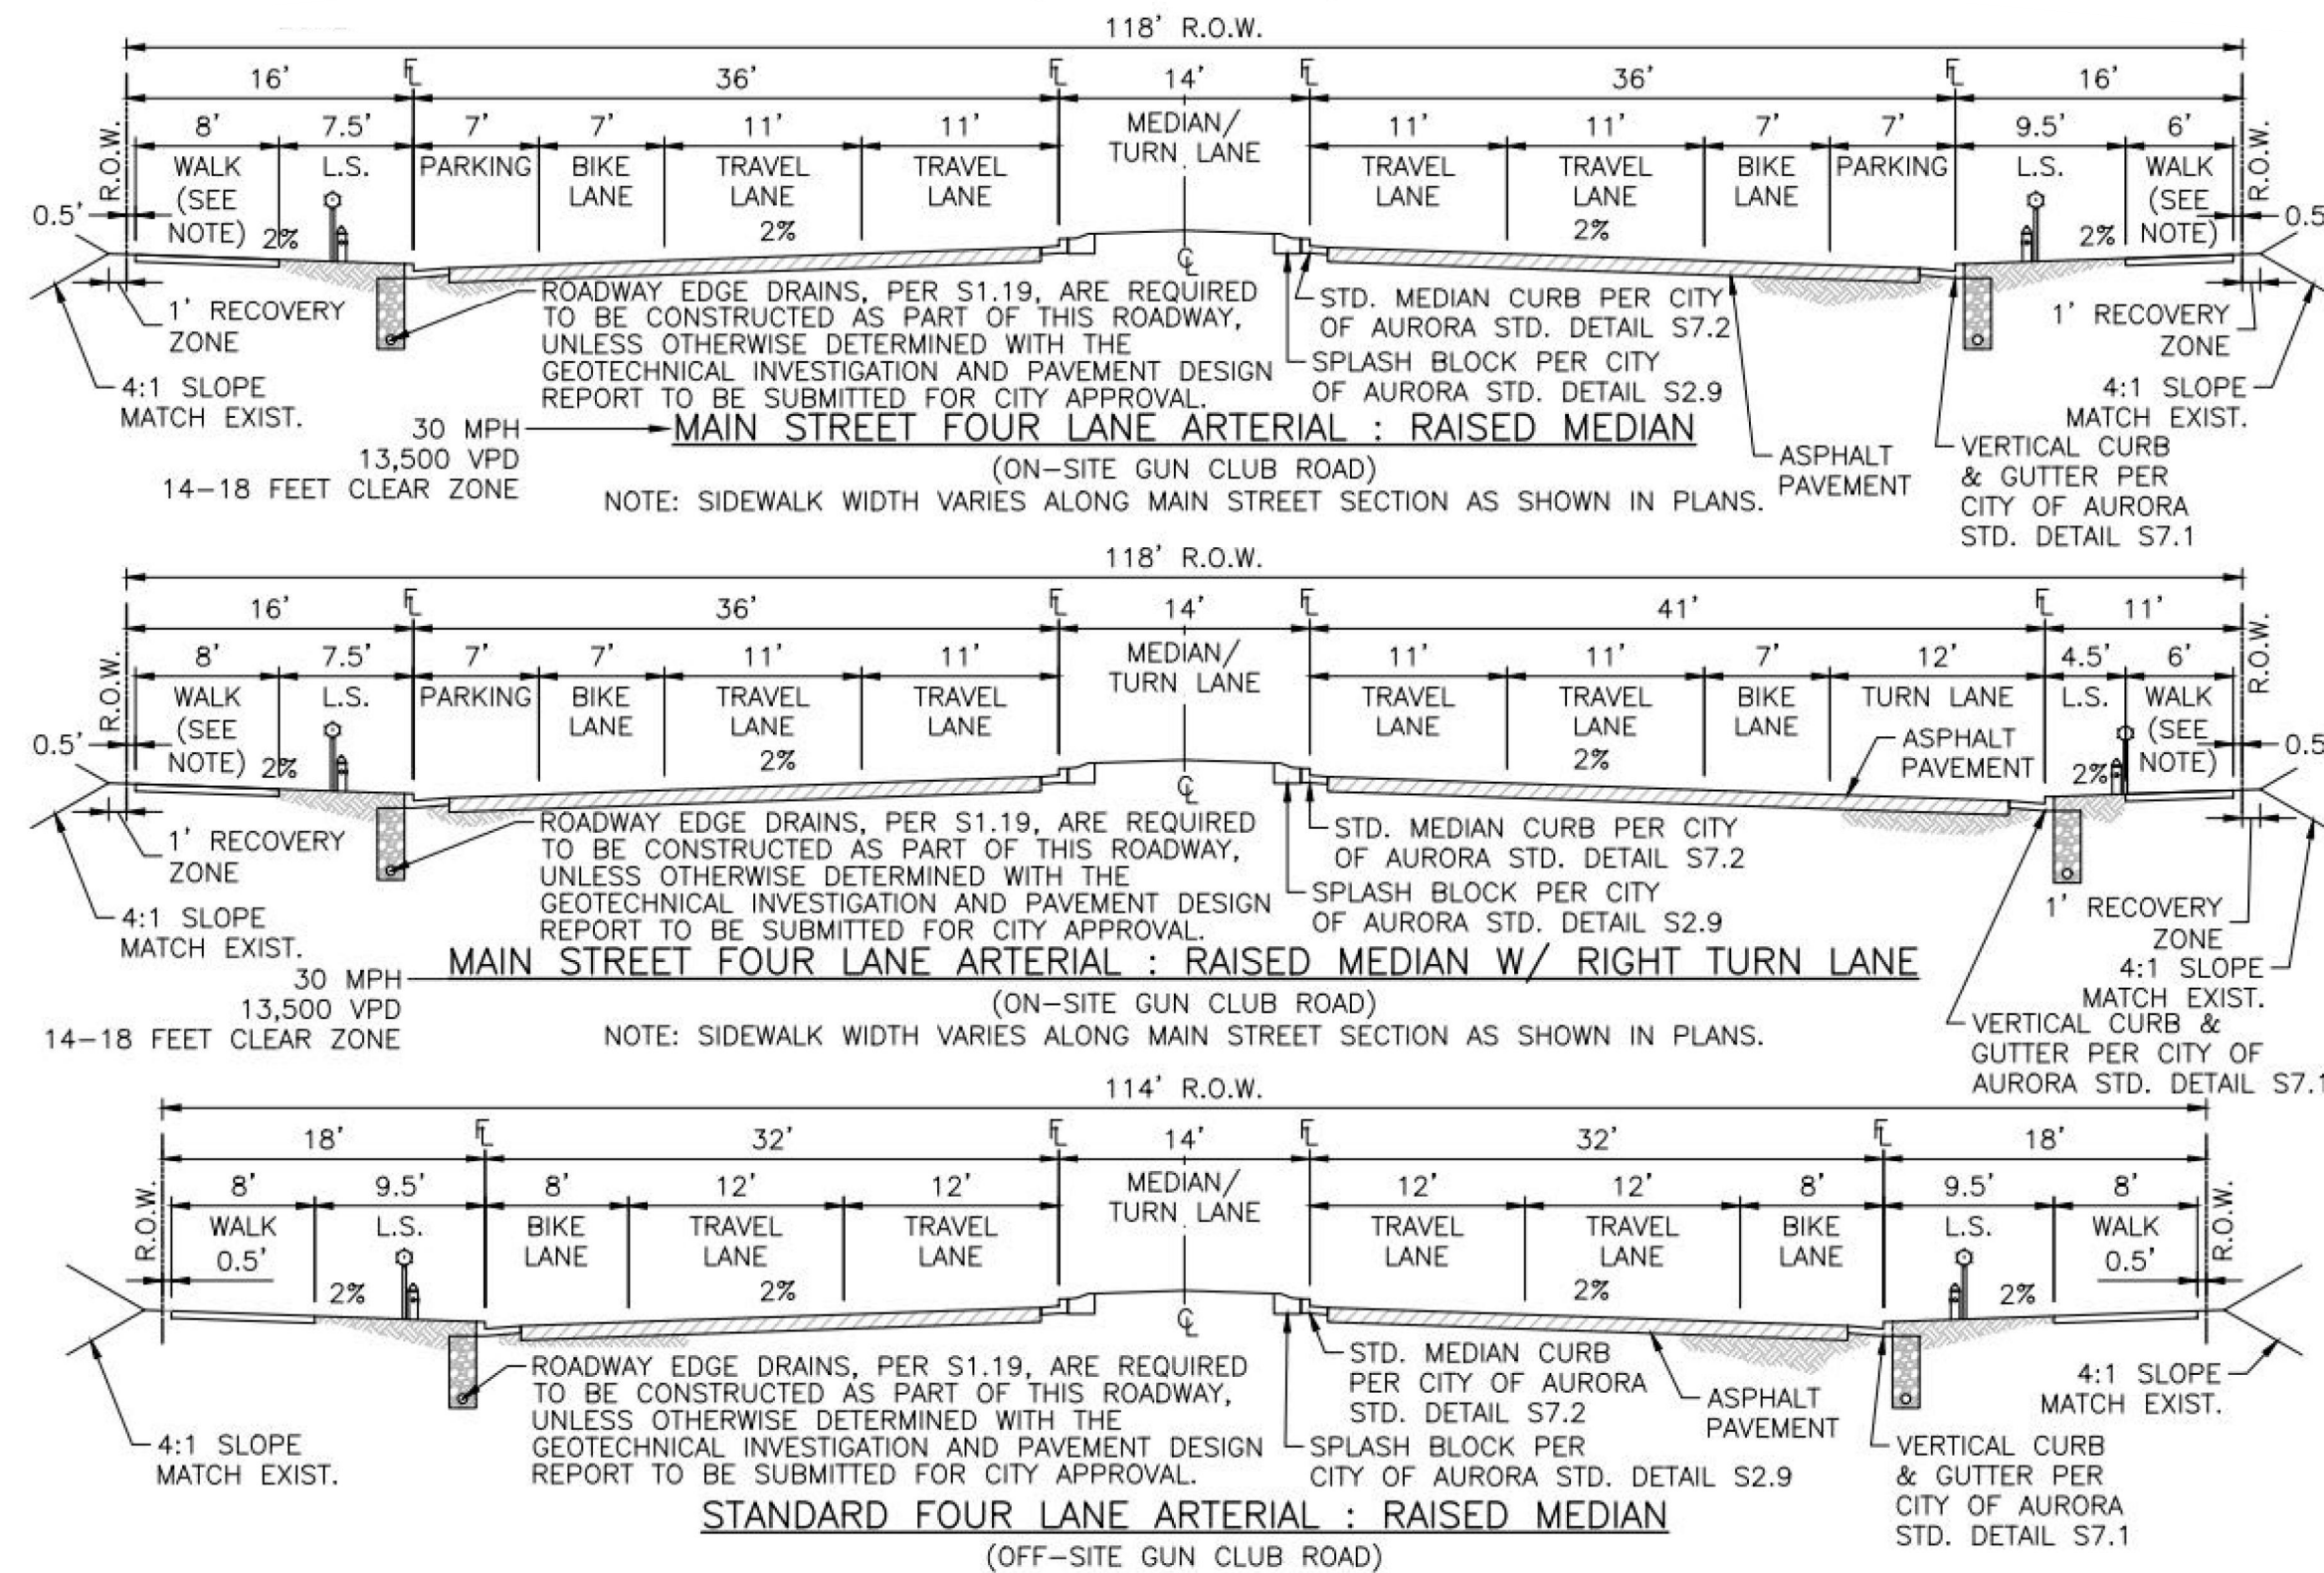 118' R.O.W.
16' FL 36' FL 14' FL 36' FL 16'
R.O.W. 8' 7.5' 7' 7' 11' 11' MEDIAN/ 11' 11' 7' 7' 9.5' 6' R.O.W.
WALK L.S. PARKING BIKE TRAVEL TRAVEL TURN LANE TRAVEL TRAVEL BIKE PARKING L.S. WALK
(SEE LANE LANE LANE LANE LANE LANE (SEE
0.5' NOTE) 2% 2% 2% 2% NOTE) 0.5
CL
1' RECOVERY
ZONE
4:1 SLOPE
MATCH EXIST.
ROADWAY EDGE DRAINS, PER S1.19, ARE REQUIRED
TO BE CONSTRUCTED AS PART OF THIS ROADWAY,
UNLESS OTHERWISE DETERMINED WITH THE
GEOTECHNICAL INVESTIGATION AND PAVEMENT DESIGN
REPORT TO BE SUBMITTED FOR CITY APPROVAL.
STD. MEDIAN CURB PER CITY
OF AURORA STD. DETAIL S7.2
SPLASH BLOCK PER CITY
OF AURORA STD. DETAIL S2.9
1' RECOVERY
ZONE
4:1 SLOPE
MATCH EXIST.
30 MPH
13,500 VPD
14-18 FEET CLEAR ZONE
MAIN STREET FOUR LANE ARTERIAL : RAISED MEDIAN
(ON-SITE GUN CLUB ROAD)
NOTE: SIDEWALK WIDTH VARIES ALONG MAIN STREET SECTION AS SHOWN IN PLANS.
ASPHALT
PAVEMENT
VERTICAL CURB
& GUTTER PER
CITY OF AURORA
STD. DETAIL S7.1
118' R.O.W.
16' FL 36' FL 14' FL 41' FL 11'
R.O.W. 8' 7.5' 7' 7' 11' 11' MEDIAN/ 11' 11' 7' 12' 4.5' 6' R.O.W.
WALK L.S. PARKING BIKE TRAVEL TRAVEL TURN LANE TRAVEL TRAVEL BIKE TURN LANE L.S. WALK
(SEE LANE LANE LANE LANE LANE LANE (SEE
0.5' NOTE) 2% 2% 2% 2% NOTE) 0.5
ASPHALT
PAVEMENT
CL
1' RECOVERY
ZONE
4:1 SLOPE
MATCH EXIST.
ROADWAY EDGE DRAINS, PER S1.19, ARE REQUIRED
TO BE CONSTRUCTED AS PART OF THIS ROADWAY,
UNLESS OTHERWISE DETERMINED WITH THE
GEOTECHNICAL INVESTIGATION AND PAVEMENT DESIGN
REPORT TO BE SUBMITTED FOR CITY APPROVAL.
STD. MEDIAN CURB PER CITY
OF AURORA STD. DETAIL S7.2
SPLASH BLOCK PER CITY
OF AURORA STD. DETAIL S2.9
1' RECOVERY
ZONE
4:1 SLOPE
MATCH EXIST.
30 MPH
13,500 VPD
14-18 FEET CLEAR ZONE
MAIN STREET FOUR LANE ARTERIAL : RAISED MEDIAN W/ RIGHT TURN LANE
(ON-SITE GUN CLUB ROAD)
NOTE: SIDEWALK WIDTH VARIES ALONG MAIN STREET SECTION AS SHOWN IN PLANS.
VERTICAL CURB &
GUTTER PER CITY OF
AURORA STD. DETAIL S7.1
114' R.O.W.
18' FL 32' FL 14' FL 32' FL 18'
R.O.W. 8' 9.5' 8' 12' 12' MEDIAN/ 12' 12' 8' 9.5' 8' R.O.W.
WALK L.S. BIKE TRAVEL TRAVEL TURN LANE TRAVEL TRAVEL BIKE L.S. WALK
0.5' LANE LANE LANE LANE LANE LANE 0.5'
2% 2% 2% 2%
CL
4:1 SLOPE
MATCH EXIST.
ROADWAY EDGE DRAINS, PER S1.19, ARE REQUIRED
TO BE CONSTRUCTED AS PART OF THIS ROADWAY,
UNLESS OTHERWISE DETERMINED WITH THE
GEOTECHNICAL INVESTIGATION AND PAVEMENT DESIGN
REPORT TO BE SUBMITTED FOR CITY APPROVAL.
STD. MEDIAN CURB
PER CITY OF AURORA
STD. DETAIL S7.2
SPLASH BLOCK PER
CITY OF AURORA STD. DETAIL S2.9
ASPHALT
PAVEMENT
4:1 SLOPE
MATCH EXIST.
VERTICAL CURB
& GUTTER PER
CITY OF AURORA
STD. DETAIL S7.1
STANDARD FOUR LANE ARTERIAL : RAISED MEDIAN
(OFF-SITE GUN CLUB ROAD)